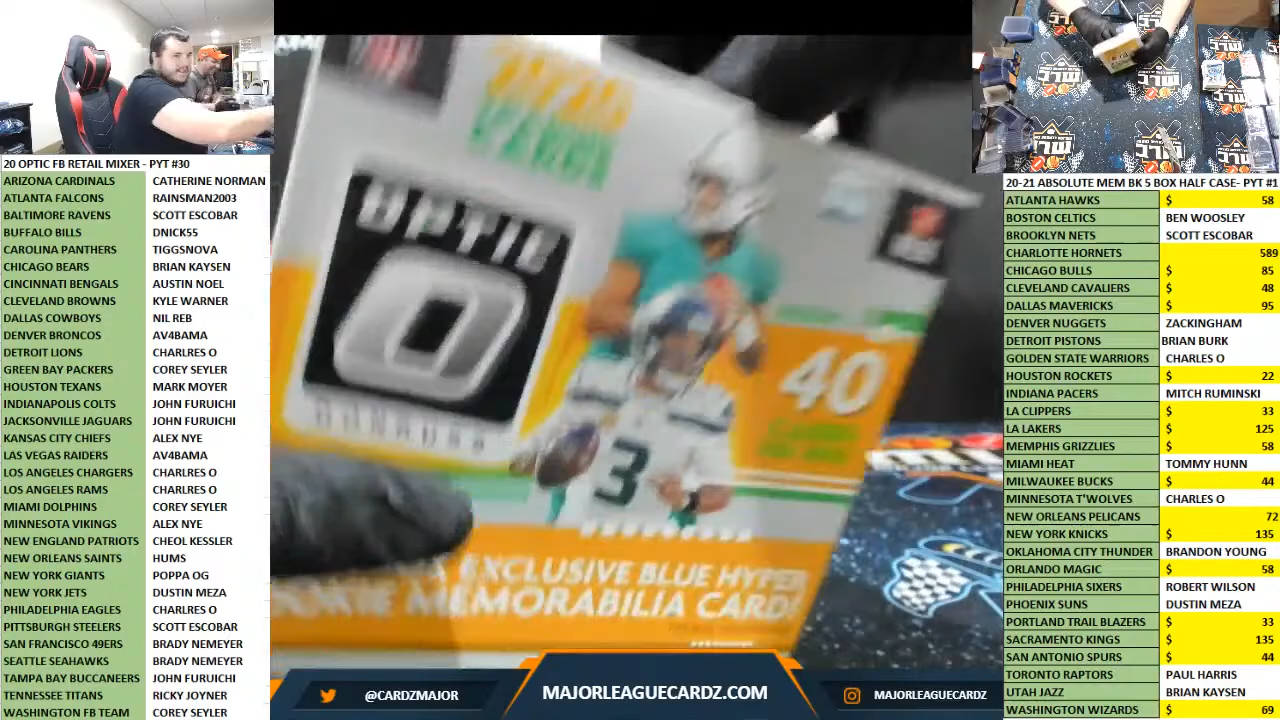 20 OPTIC FB RETAIL MIXER - PYT #30
ARIZONA CARDINALS CATHERINE NORMAN
ATLANTA FALCONS RAINSMAN2003
BALTIMORE RAVENS SCOTT ESCOBAR
BUFFALO BILLS DNICK55
CAROLINA PANTHERS TIGGSNOVA
CHICAGO BEARS BRIAN KAYSEN
CINCINNATI BENGALS AUSTIN NOEL
CLEVELAND BROWNS KYLE WARNER
DALLAS COWBOYS NIL REB
DENVER BRONCOS AV4BAMA
DETROIT LIONS CHARLRES O
GREEN BAY PACKERS COREY SEYLER
HOUSTON TEXANS MARK MOYER
INDIANAPOLIS COLTS JOHN FURUICHI
JACKSONVILLE JAGUARS JOHN FURUICHI
KANSAS CITY CHIEFS ALEX NYE
LAS VEGAS RAIDERS AV4BAMA
LOS ANGELES CHARGERS CHARLRES O
LOS ANGELES RAMS CHARLRES O
MIAMI DOLPHINS COREY SEYLER
MINNESOTA VIKINGS ALEX NYE
NEW ENGLAND PATRIOTS CHEOL KESSLER
NEW ORLEANS SAINTS HUMS
NEW YORK GIANTS POPPA OG
NEW YORK JETS DUSTIN MEZA
PHILADELPHIA EAGLES CHARLRES O
PITTSBURGH STEELERS SCOTT ESCOBAR
SAN FRANCISCO 49ERS BRADY NEMEYER
SEATTLE SEAHAWKS BRADY NEMEYER
TAMPA BAY BUCCANEERS JOHN FURUICHI
TENNESSEE TITANS RICKY JOYNER
WASHINGTON FB TEAM COREY SEYLER
OPTIC
DONRUSS
40
CARDS
3
EXCLUSIVE BLUE HYPER
MEMORABILIA CARD
@CARDZMAJOR
MAJORLEAGUECARDZ.COM
MAJORLEAGUECARDZ
20-21 ABSOLUTE MEM BK 5 BOX HALF CASE- PYT #1
ATLANTA HAWKS $ 58
BOSTON CELTICS BEN WOOSLEY
BROOKLYN NETS SCOTT ESCOBAR
CHARLOTTE HORNETS 589
CHICAGO BULLS $ 85
CLEVELAND CAVALIERS $ 48
DALLAS MAVERICKS $ 95
DENVER NUGGETS ZACKINGHAM
DETROIT PISTONS BRIAN BURK
GOLDEN STATE WARRIORS CHARLES O
HOUSTON ROCKETS $ 22
INDIANA PACERS MITCH RUMINSKI
LA CLIPPERS $ 33
LA LAKERS $ 125
MEMPHIS GRIZZLIES $ 58
MIAMI HEAT TOMMY HUNN
MILWAUKEE BUCKS $ 44
MINNESOTA T'WOLVES CHARLES O
NEW ORLEANS PELICANS 72
NEW YORK KNICKS $ 135
OKLAHOMA CITY THUNDER BRANDON YOUNG
ORLANDO MAGIC $ 58
PHILADELPHIA SIXERS ROBERT WILSON
PHOENIX SUNS DUSTIN MEZA
PORTLAND TRAIL BLAZERS $ 33
SACRAMENTO KINGS $ 135
SAN ANTONIO SPURS $ 44
TORONTO RAPTORS PAUL HARRIS
UTAH JAZZ BRIAN KAYSEN
WASHINGTON WIZARDS $ 69